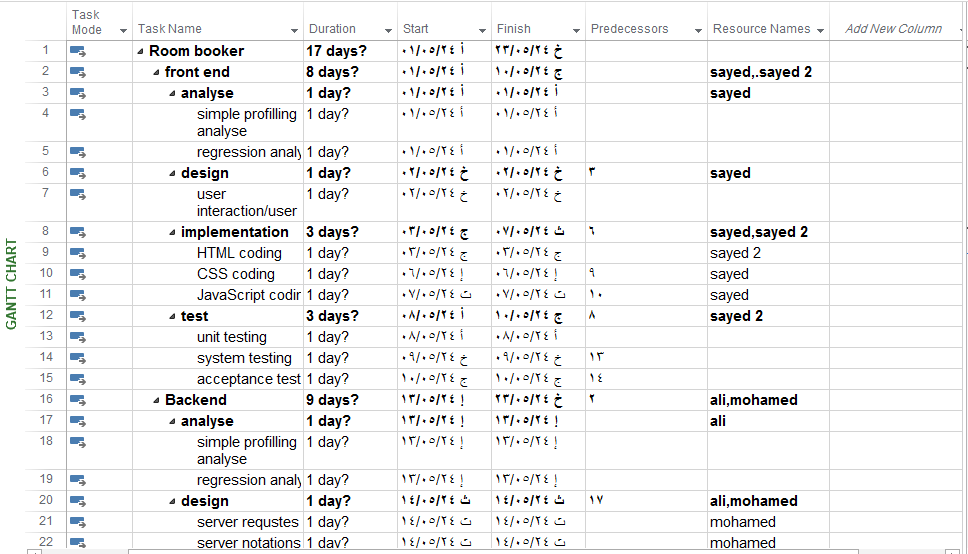 Task Mode Task Name Duration Start Finish Predecessors Resource Names Add New Column
1 Room booker 17 days? أ ٠١/٠٥/٢٤ خ ٢٣/٠٥/٢٤
2 front end 8 days? أ ٠١/٠٥/٢٤ ج ١٠/٠٥/٢٤ sayed,.sayed 2
3 analyse 1 day? أ ٠١/٠٥/٢٤ أ ٠١/٠٥/٢٤ sayed
4 simple profilling 1 day? أ ٠١/٠٥/٢٤ أ ٠١/٠٥/٢٤
analyse
5 regression analy 1 day? أ ٠١/٠٥/٢٤ أ ٠١/٠٥/٢٤
6 design 1 day? خ ٠٢/٠٥/٢٤ خ ٠٢/٠٥/٢٤ ٣ sayed
7 user 1 day? خ ٠٢/٠٥/٢٤ خ ٠٢/٠٥/٢٤
interaction/user
8 implementation 3 days? ج ٠٣/٠٥/٢٤ ث ٠٧/٠٥/٢٤ ٦ sayed,sayed 2
9 HTML coding 1 day? ج ٠٣/٠٥/٢٤ ج ٠٣/٠٥/٢٤ sayed 2
10 CSS coding 1 day? إ ٠٦/٠٥/٢٤ إ ٠٦/٠٥/٢٤ ٩ sayed
11 JavaScript codir 1 day? ث ٠٧/٠٥/٢٤ ث ٠٧/٠٥/٢٤ ١٠ sayed
12 test 3 days? أ ٠٨/٠٥/٢٤ ج ١٠/٠٥/٢٤ ٨ sayed 2
13 unit testing 1 day? أ ٠٨/٠٥/٢٤ أ ٠٨/٠٥/٢٤
14 system testing 1 day? خ ٠٩/٠٥/٢٤ خ ٠٩/٠٥/٢٤ ١٣
15 acceptance test 1 day? ج ١٠/٠٥/٢٤ ج ١٠/٠٥/٢٤ ١٤
16 Backend 9 days? إ ١٣/٠٥/٢٤ خ ٢٣/٠٥/٢٤ ٢ ali,mohamed
17 analyse 1 day? إ ١٣/٠٥/٢٤ إ ١٣/٠٥/٢٤ ali
18 simple profilling 1 day? إ ١٣/٠٥/٢٤ إ ١٣/٠٥/٢٤
analyse
19 regression analy 1 day? إ ١٣/٠٥/٢٤ إ ١٣/٠٥/٢٤
20 design 1 day? ث ١٤/٠٥/٢٤ ث ١٤/٠٥/٢٤ ١٧ ali,mohamed
21 server requstes 1 day? ث ١٤/٠٥/٢٤ ث ١٤/٠٥/٢٤ mohamed
22 server notations 1 day? ث ١٤/٠٥/٢٤ ث ١٤/٠٥/٢٤ mohamed
GANTT CHART